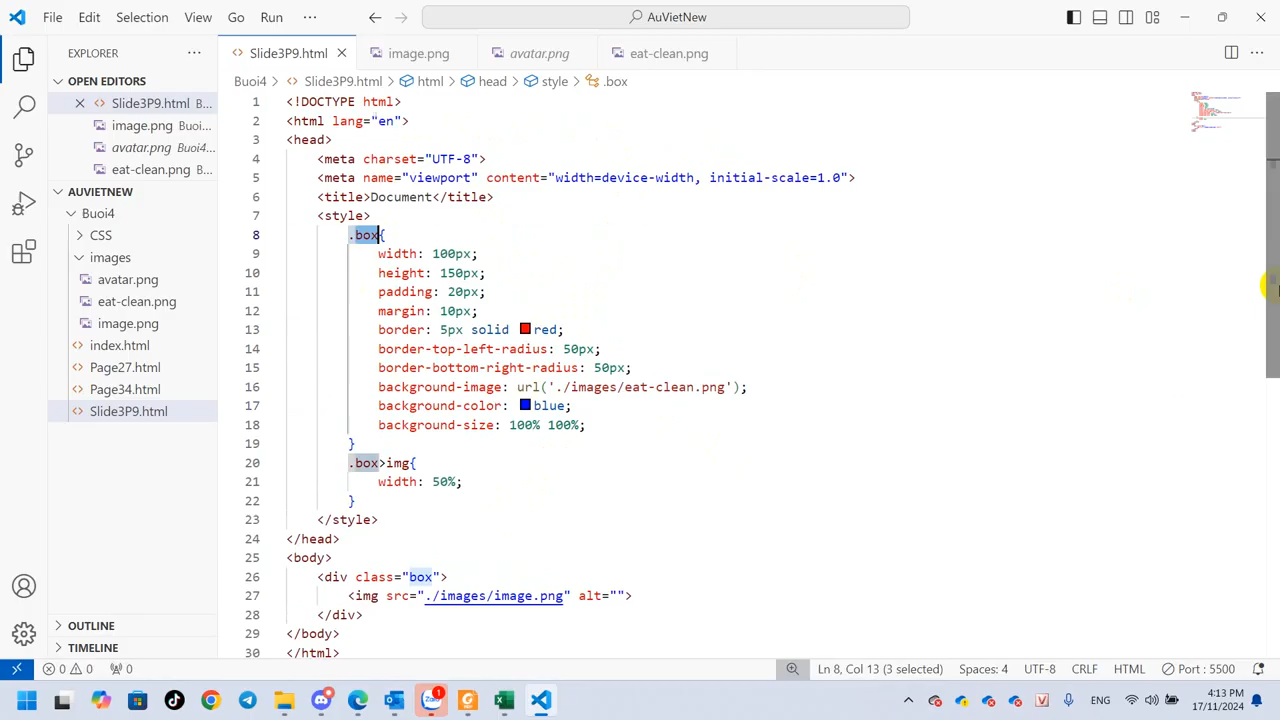 File Edit Selection View Go Run ··· AuVietNew
EXPLORER ···
Slide3P9.html
image.png
avatar.png
eat-clean.png
OPEN EDITORS
Slide3P9.html B...
image.png Buoi...
avatar.png Buoi4...
eat-clean.png B...
AUVIETNEW
Buoi4
CSS
images
avatar.png
eat-clean.png
image.png
index.html
Page27.html
Page34.html
Slide3P9.html
OUTLINE
TIMELINE
Buoi4 > Slide3P9.html > html > head > style > .box
1 <!DOCTYPE html>
2 <html lang="en">
3 <head>
4 <meta charset="UTF-8">
5 <meta name="viewport" content="width=device-width, initial-scale=1.0">
6 <title>Document</title>
7 <style>
8 .box{
9 width: 100px;
10 height: 150px;
11 padding: 20px;
12 margin: 10px;
13 border: 5px solid red;
14 border-top-left-radius: 50px;
15 border-bottom-right-radius: 50px;
16 background-image: url('./images/eat-clean.png');
17 background-color: blue;
18 background-size: 100% 100%;
19 }
20 .box>img{
21 width: 50%;
22 }
23 </style>
24 </head>
25 <body>
26 <div class="box">
27 <img src="./images/image.png" alt="">
28 </div>
29 </body>
30 </html>
0 0 0 Ln 8, Col 13 (3 selected) Spaces: 4 UTF-8 CRLF HTML Port : 5500
Zalo 1 ENG 4:13 PM
17/11/2024